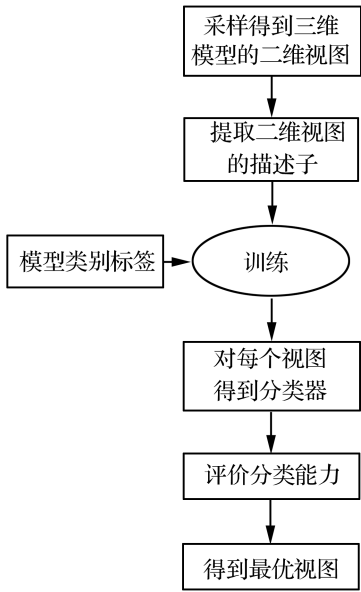 采样得到三维
模型的二维视图
提取二维视图
的描述子
模型类别标签
训练
对每个视图
得到分类器
评价分类能力
得到最优视图